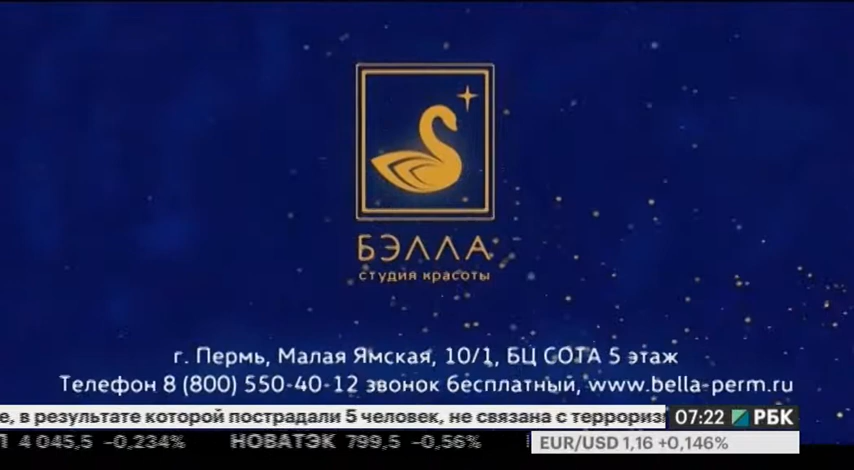 БЭЛЛА
студия красоты
г. Пермь, Малая Ямская, 10/1, БЦ СОТА 5 этаж
Телефон 8 (800) 550-40-12 звонок бесплатный, www.bella-perm.ru
в результате которой пострадали 5 человек, не связана с 07:22 РБК
4 045,5 -0,234% НОВАТЭК 799,5 -0,56% EUR/USD 1,16 +0,146%